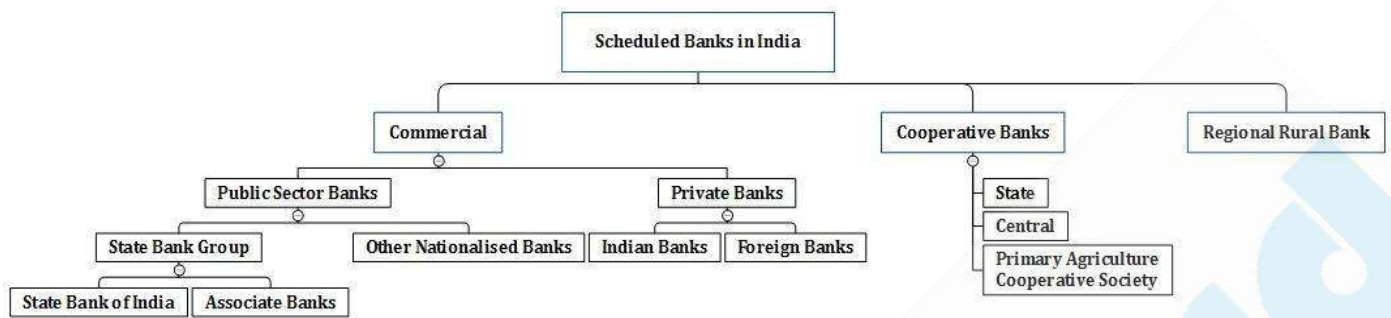 Scheduled Banks in India
Commercial
Cooperative Banks
Regional Rural Bank
Public Sector Banks
Private Banks
State
State Bank Group
Other Nationalised Banks
Indian Banks
Foreign Banks
Central
Primary Agriculture
Cooperative Society
State Bank of India
Associate Banks